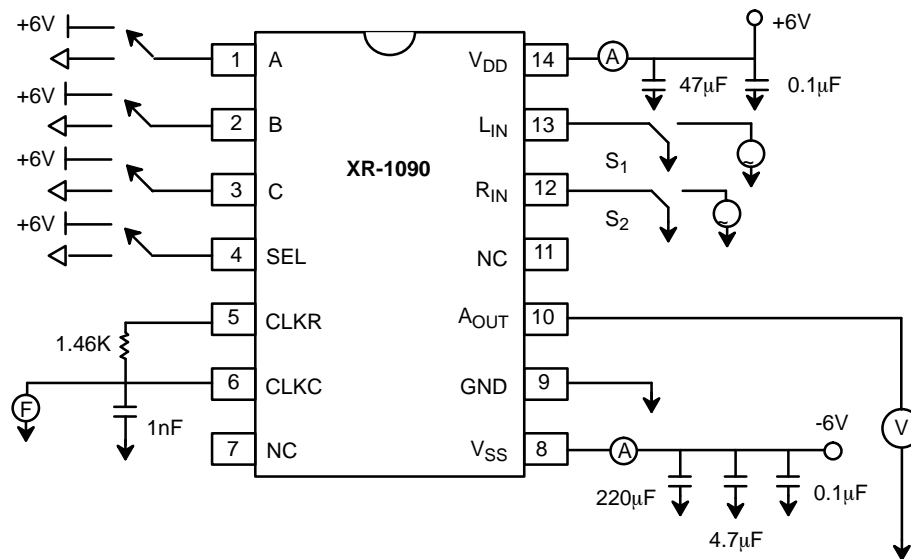 +6V
+6V
1 A
VDD 14
A
47µF
0.1µF
+6V
2 B
LIN 13
S1
~
+6V
XR-1090
3 C
RIN 12
S2
~
+6V
4 SEL
NC 11
5 CLKR
AOUT 10
1.46K
6 CLKC
GND 9
F
1nF
7 NC
VSS 8
A
-6V
V
220µF
4.7µF
0.1µF